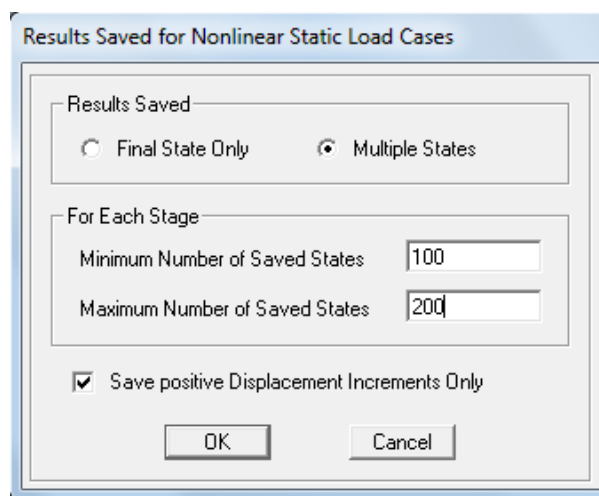 Results Saved for Nonlinear Static Load Cases
Results Saved
Final State Only Multiple States
For Each Stage
Minimum Number of Saved States 100
Maximum Number of Saved States 200
Save positive Displacement Increments Only
OK Cancel